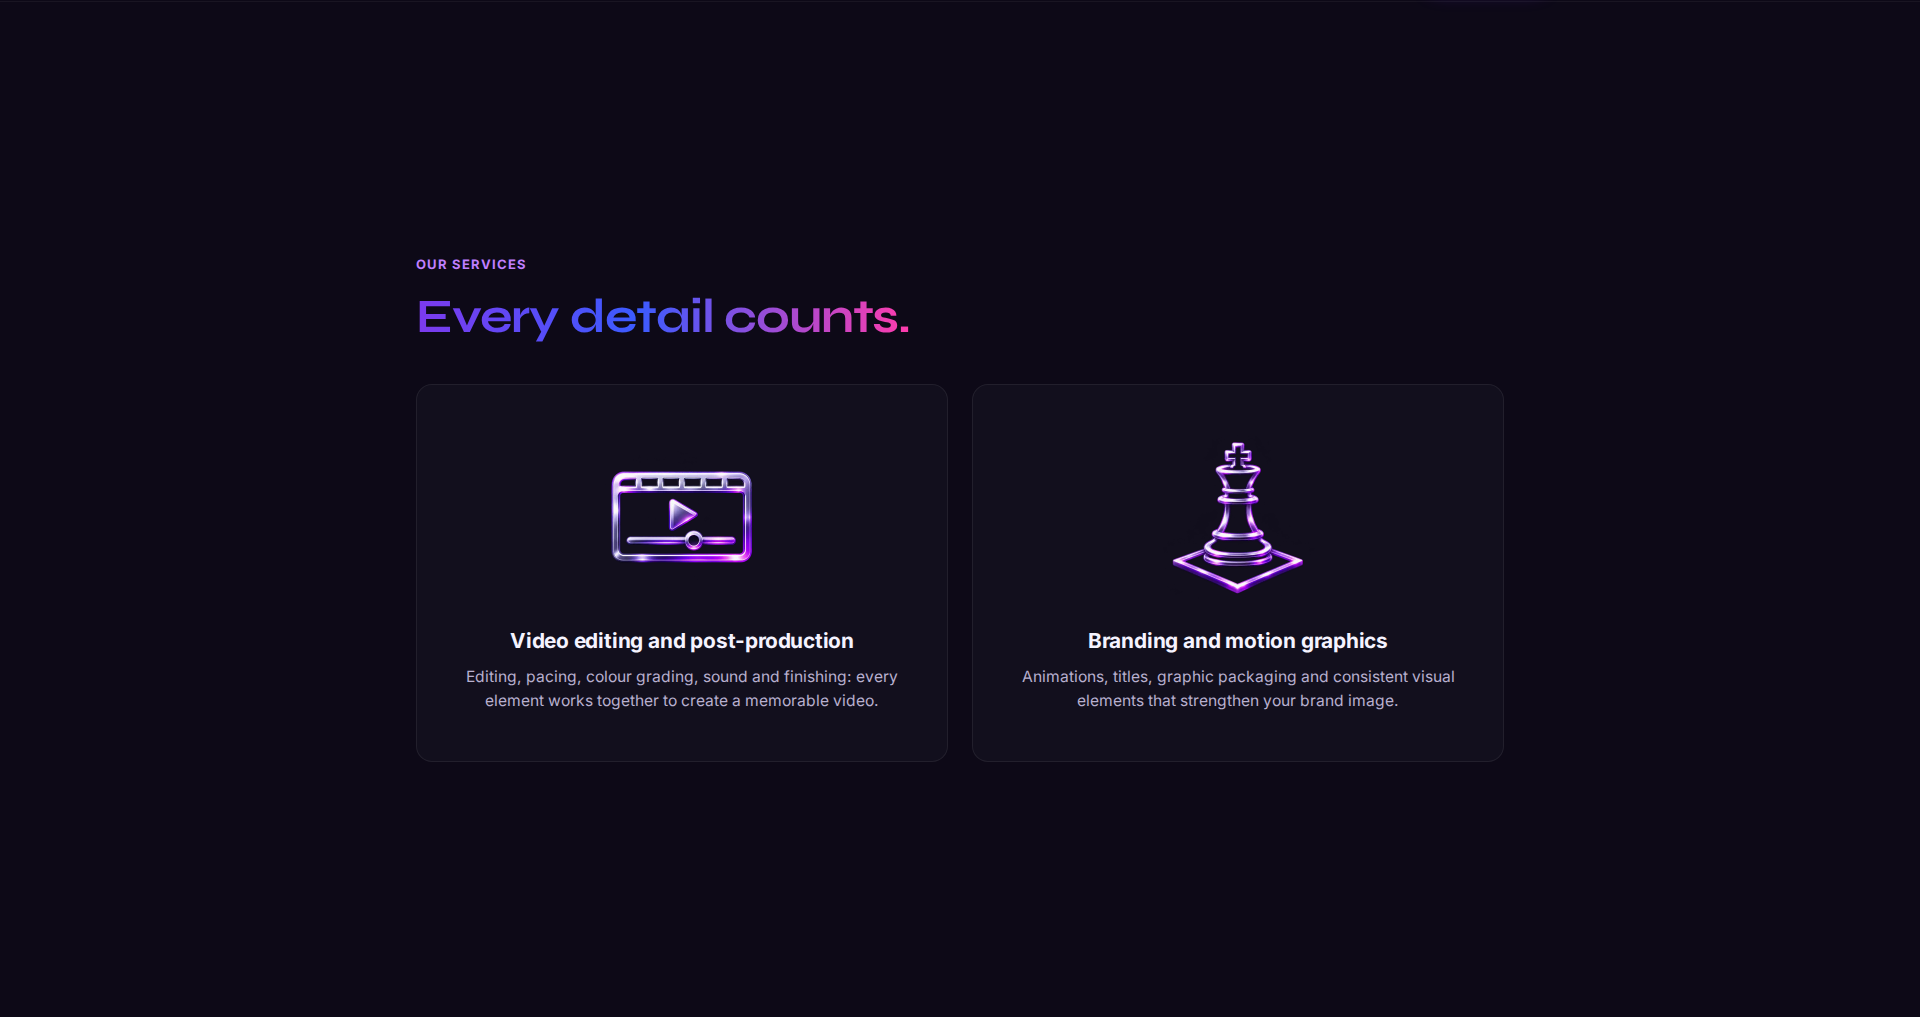 OUR SERVICES
Every detail counts.
Video editing and post-production
Editing, pacing, colour grading, sound and finishing: every
element works together to create a memorable video.
Branding and motion graphics
Animations, titles, graphic packaging and consistent visual
elements that strengthen your brand image.